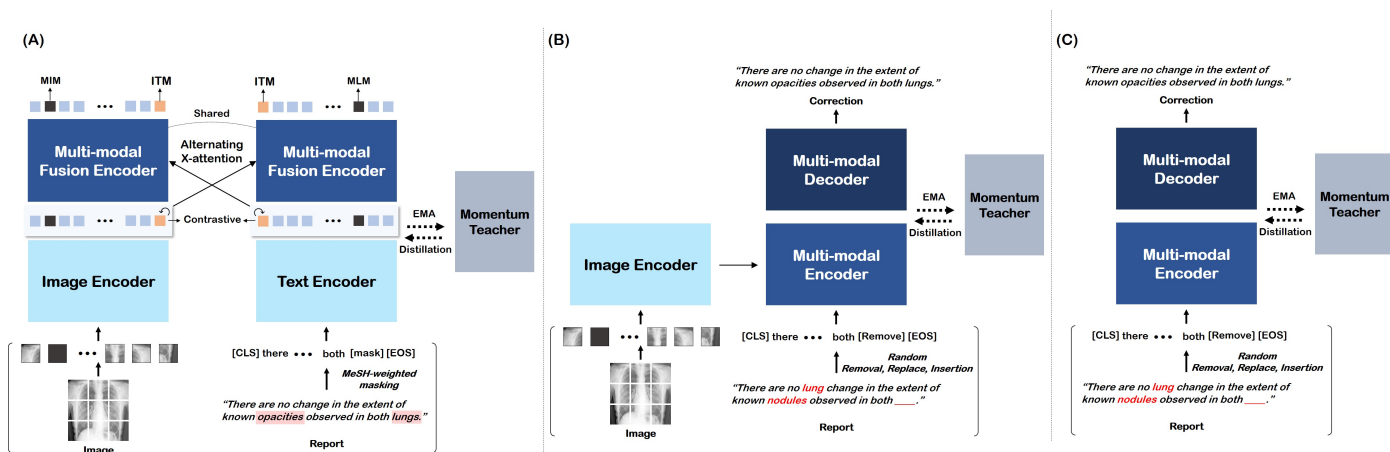 (A)
MIM
ITM
ITM
MLM
Shared
Multi-modal
Fusion Encoder
Alternating
X-attention
Multi-modal
Fusion Encoder
Contrastive
EMA
Distillation
Momentum
Teacher
Image Encoder
Text Encoder
[CLS] there ••• both [mask] [EOS]
MeSH-weighted
masking
“There are no change in the extent of
known opacities observed in both lungs.”
Image
Report
(B)
“There are no change in the extent of
known opacities observed in both lungs.”
Correction
Multi-modal
Decoder
EMA
Distillation
Momentum
Teacher
Image Encoder
Multi-modal
Encoder
[CLS] there ••• both [Remove] [EOS]
Random
Removal, Replace, Insertion
“There are no lung change in the extent of
known nodules observed in both ____.”
Image
Report
(C)
“There are no change in the extent of
known opacities observed in both lungs.”
Correction
Multi-modal
Decoder
EMA
Distillation
Momentum
Teacher
Multi-modal
Encoder
[CLS] there ••• both [Remove] [EOS]
Random
Removal, Replace, Insertion
“There are no lung change in the extent of
known nodules observed in both ____.”
Report